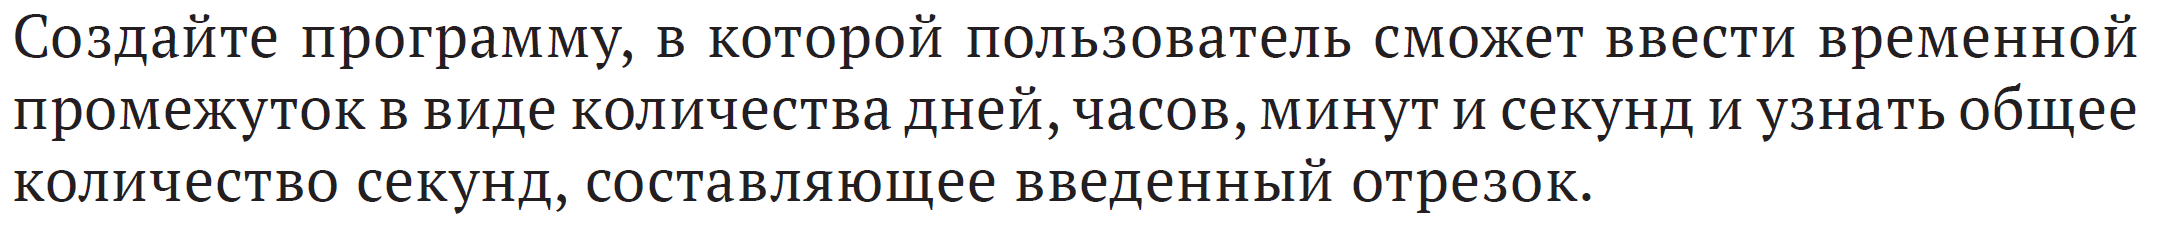 Создайте программу, в которой пользователь сможет ввести временной
промежуток в виде количества дней, часов, минут и секунд и узнать общее
количество секунд, составляющее введенный отрезок.